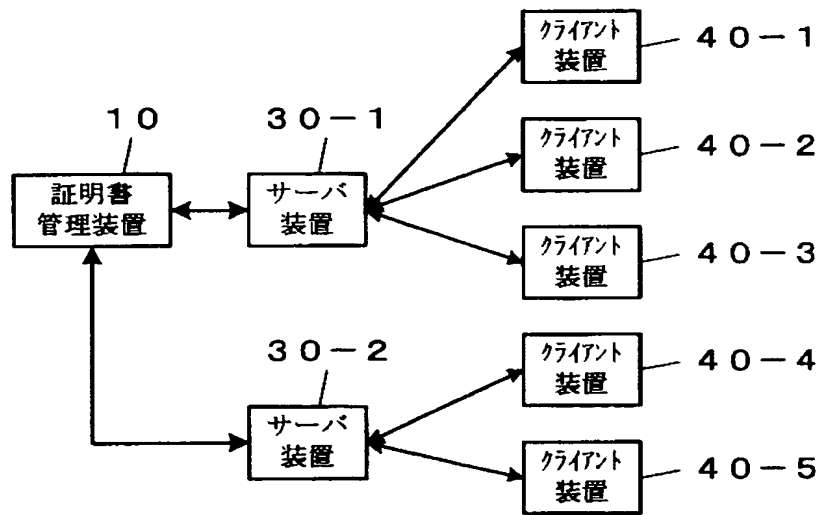 クライアント
装置
40-1
10
30-1
クライアント
装置
40-2
証明書
管理装置
サーバ
装置
クライアント
装置
40-3
30-2
クライアント
装置
40-4
サーバ
装置
クライアント
装置
40-5